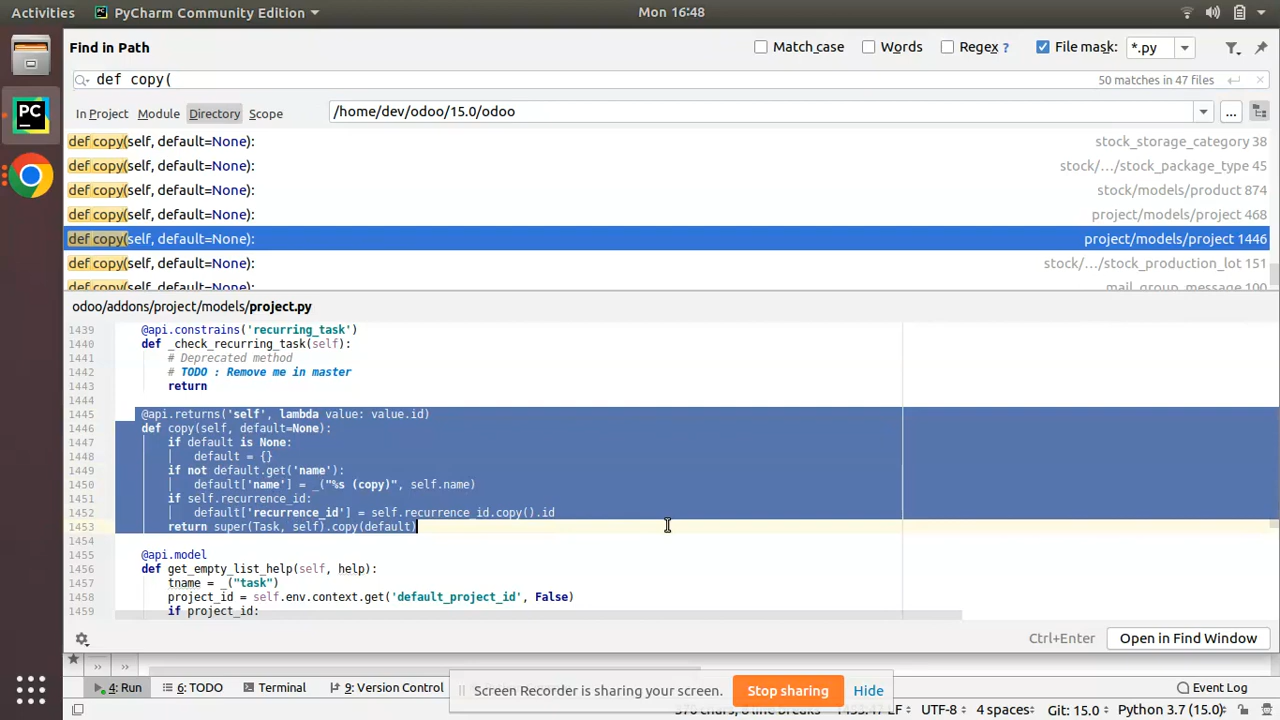 Activities PyCharm Community Edition Mon 16:48
Find in Path Match case Words Regex ? File mask: *.py
def copy( 50 matches in 47 files
In Project Module Directory Scope /home/dev/odoo/15.0/odoo ...
def copy(self, default=None): stock_storage_category 38
def copy(self, default=None): stock/.../stock_package_type 45
def copy(self, default=None): stock/models/product 874
def copy(self, default=None): project/models/project 468
def copy(self, default=None): project/models/project 1446
def copy(self, default=None): stock/.../stock_production_lot 151
def copy(self, default=None): mail_group_message 100
odoo/addons/project/models/project.py
1439 @api.constrains('recurring_task')
1440 def _check_recurring_task(self):
1441 # Deprecated method
1442 # TODO : Remove me in master
1443 return
1444
1445 @api.returns('self', lambda value: value.id)
1446 def copy(self, default=None):
1447 if default is None:
1448 default = {}
1449 if not default.get('name'):
1450 default['name'] = _("%s (copy)", self.name)
1451 if self.recurrence_id:
1452 default['recurrence_id'] = self.recurrence_id.copy().id
1453 return super(Task, self).copy(default)
1454
1455 @api.model
1456 def get_empty_list_help(self, help):
1457 tname = _("task")
1458 project_id = self.env.context.get('default_project_id', False)
1459 if project_id:
Ctrl+Enter Open in Find Window
4: Run 6: TODO Terminal 9: Version Control Event Log
Screen Recorder is sharing your screen. Stop sharing Hide
UTF-8 4 spaces Git: 15.0 Python 3.7 (15.0)